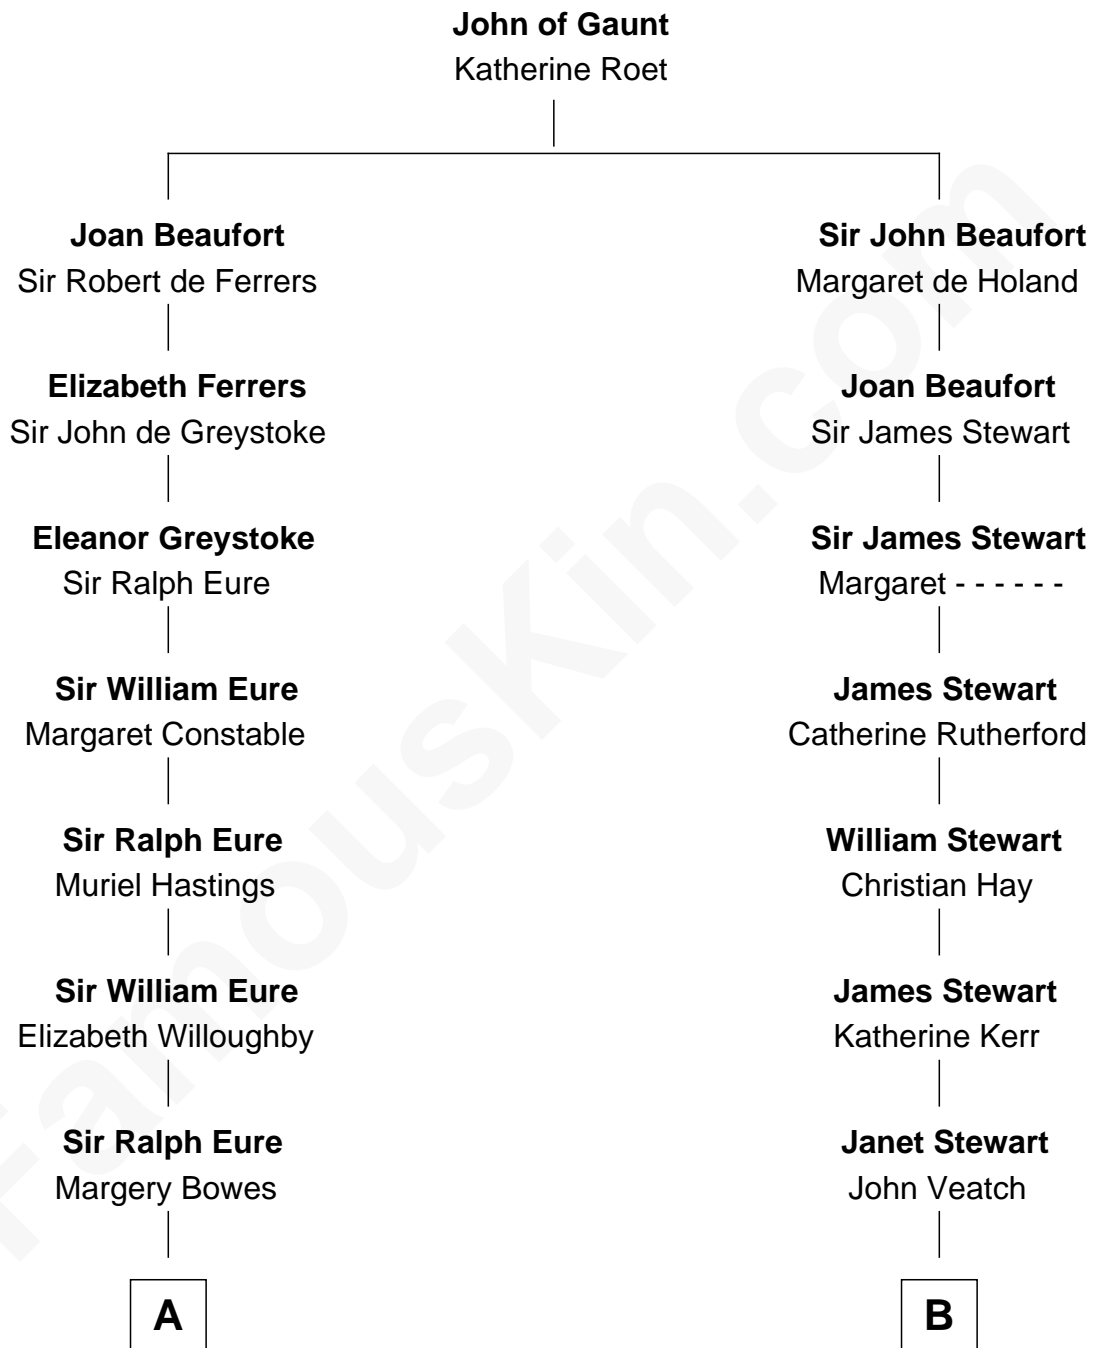 John of Gaunt
Katherine Roet
Joan Beaufort
Sir Robert de Ferrers
Sir John Beaufort
Margaret de Holand
Elizabeth Ferrers
Sir John de Greystoke
Joan Beaufort
Sir James Stewart
Eleanor Greystoke
Sir Ralph Eure
Sir James Stewart
Margaret - - - - - -
Sir William Eure
Margaret Constable
James Stewart
Catherine Rutherford
Sir Ralph Eure
Muriel Hastings
William Stewart
Christian Hay
Sir William Eure
Elizabeth Willoughby
James Stewart
Katherine Kerr
Sir Ralph Eure
Margery Bowes
Janet Stewart
John Veatch
A
B
FamousKin.com